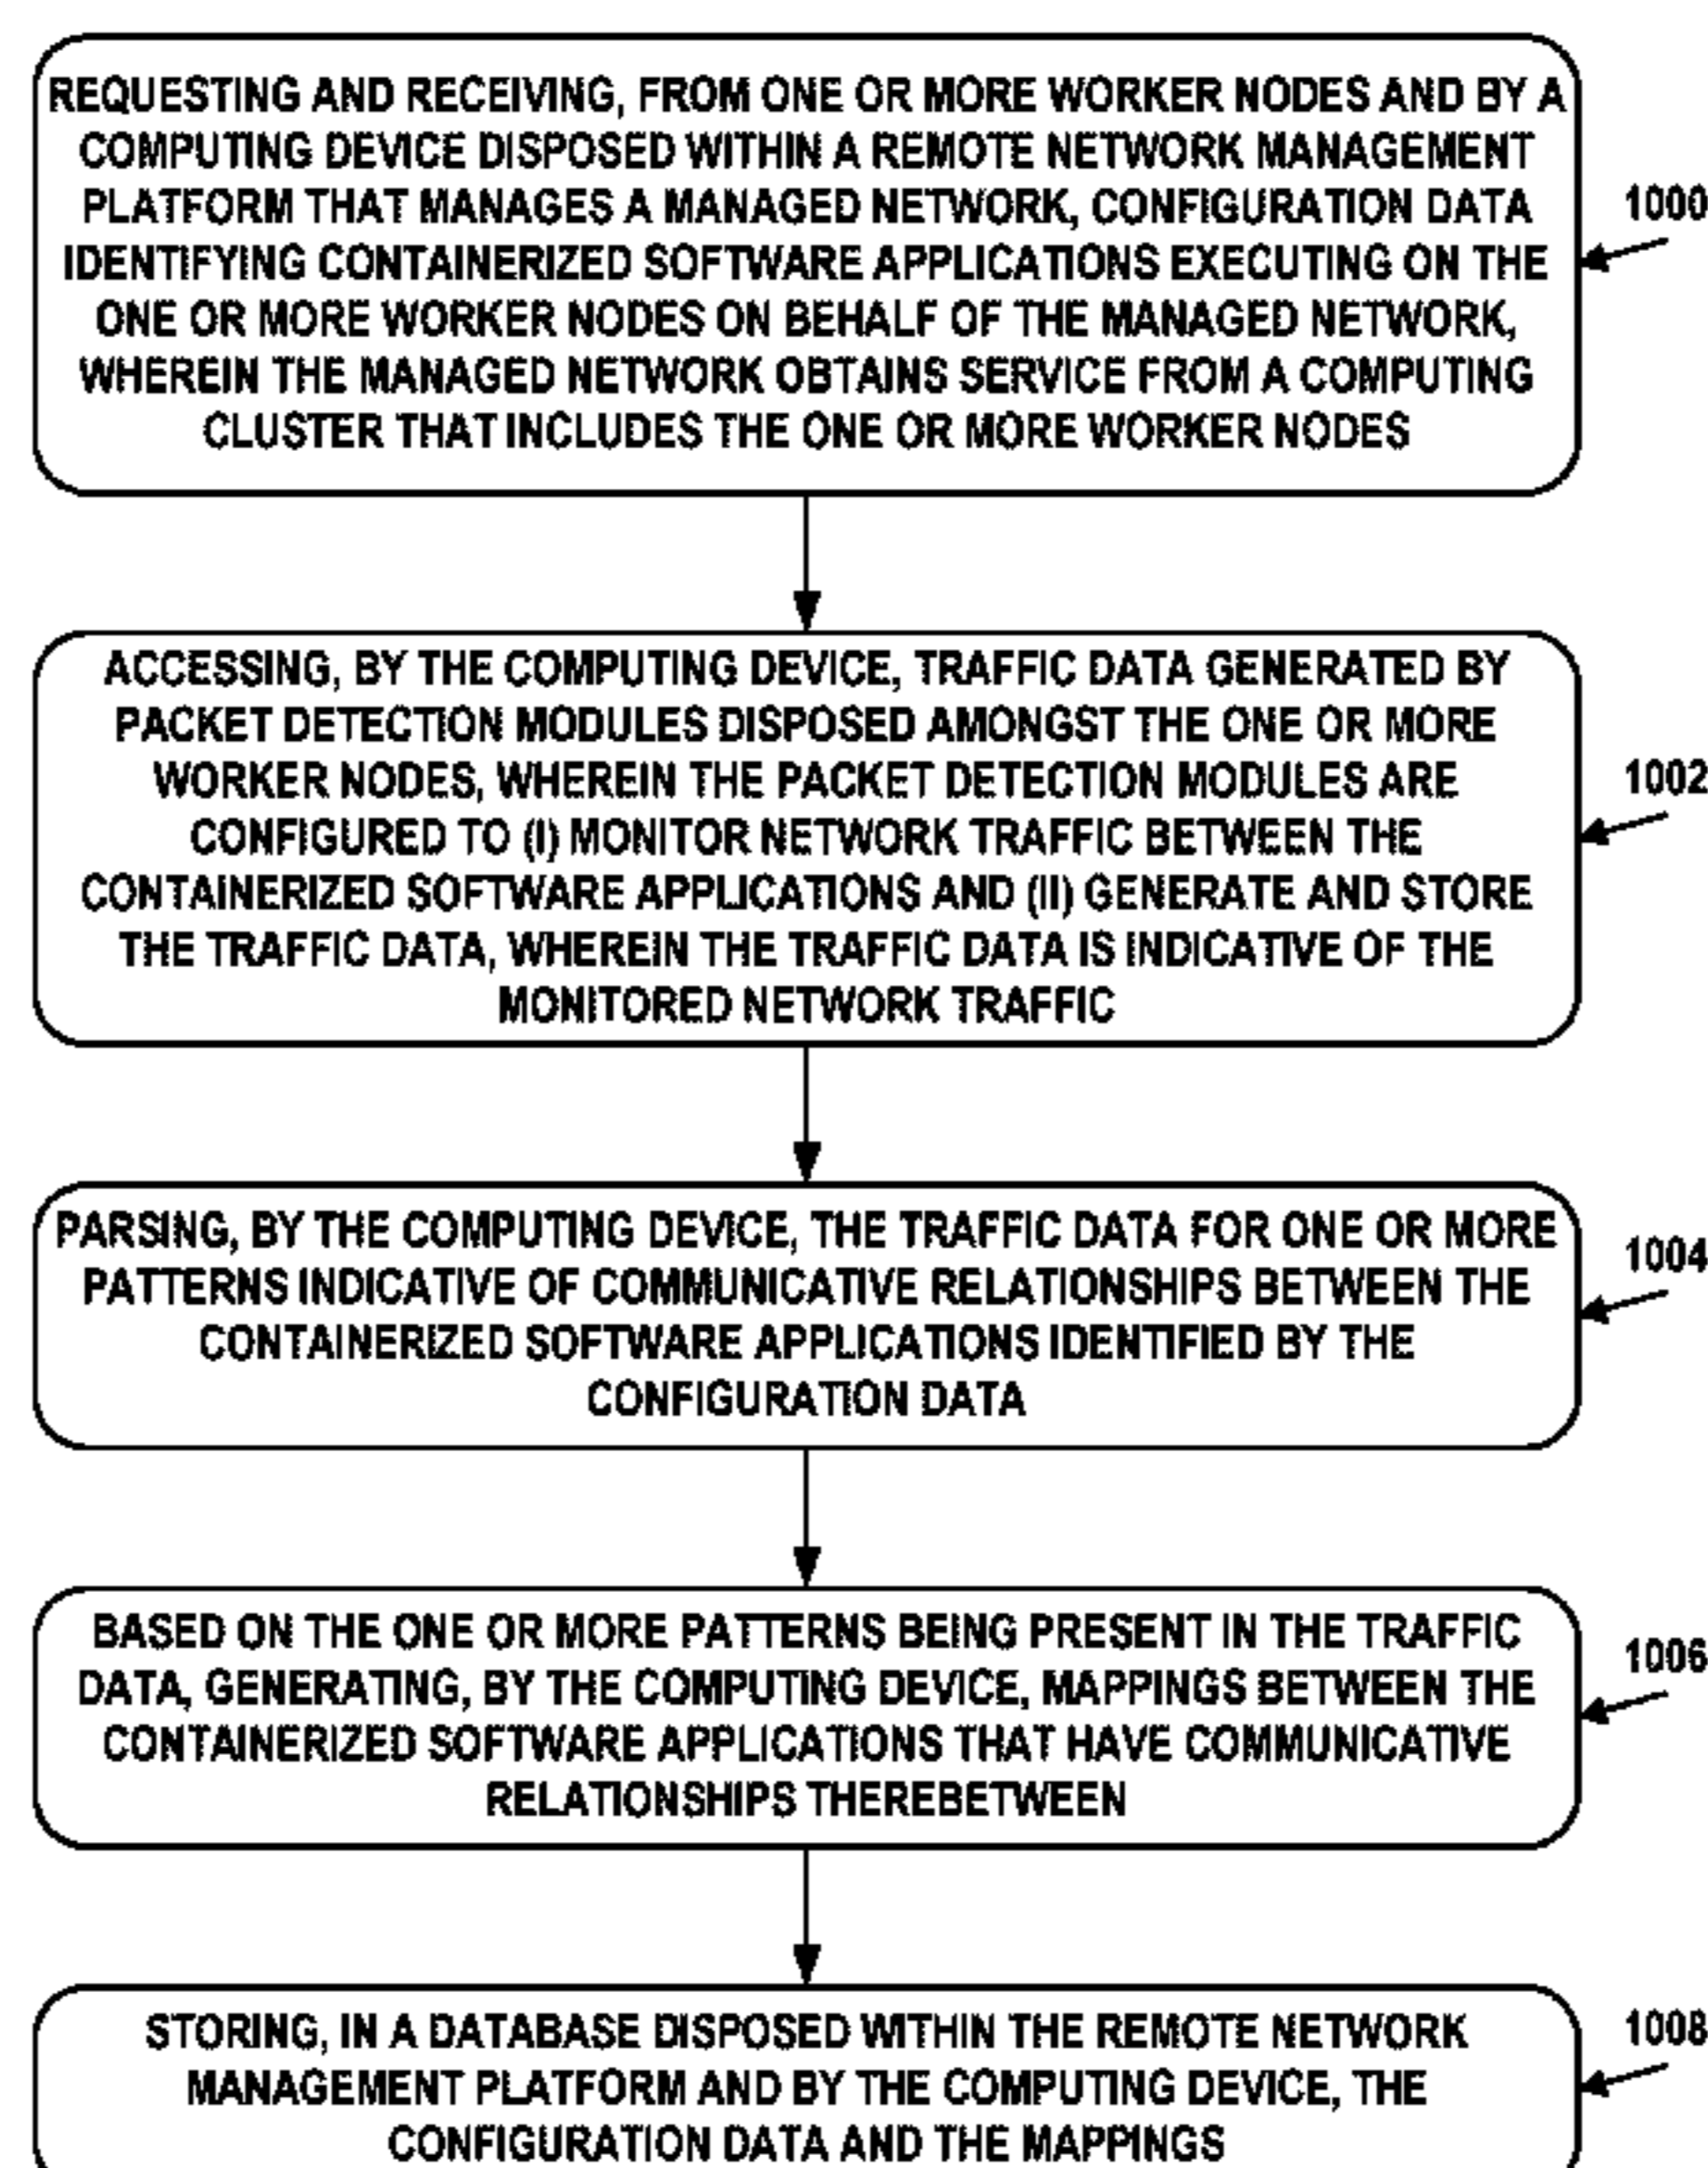 REQUESTING AND RECEIVING, FROM ONE OR MORE WORKER NODES AND BY A
COMPUTING DEVICE DISPOSED WITHIN A REMOTE NETWORK MANAGEMENT
PLATFORM THAT MANAGES A MANAGED NETWORK, CONFIGURATION DATA
IDENTIFYING CONTAINERIZED SOFTWARE APPLICATIONS EXECUTING ON THE
ONE OR MORE WORKER NODES ON BEHALF OF THE MANAGED NETWORK,
WHEREIN THE MANAGED NETWORK OBTAINS SERVICE FROM A COMPUTING
CLUSTER THAT INCLUDES THE ONE OR MORE WORKER NODES
1000
ACCESSING, BY THE COMPUTING DEVICE, TRAFFIC DATA GENERATED BY
PACKET DETECTION MODULES DISPOSED AMONGST THE ONE OR MORE
WORKER NODES, WHEREIN THE PACKET DETECTION MODULES ARE
CONFIGURED TO (I) MONITOR NETWORK TRAFFIC BETWEEN THE
CONTAINERIZED SOFTWARE APPLICATIONS AND (II) GENERATE AND STORE
THE TRAFFIC DATA, WHEREIN THE TRAFFIC DATA IS INDICATIVE OF THE
MONITORED NETWORK TRAFFIC
1002
PARSING, BY THE COMPUTING DEVICE, THE TRAFFIC DATA FOR ONE OR MORE
PATTERNS INDICATIVE OF COMMUNICATIVE RELATIONSHIPS BETWEEN THE
CONTAINERIZED SOFTWARE APPLICATIONS IDENTIFIED BY THE
CONFIGURATION DATA
1004
BASED ON THE ONE OR MORE PATTERNS BEING PRESENT IN THE TRAFFIC
DATA, GENERATING, BY THE COMPUTING DEVICE, MAPPINGS BETWEEN THE
CONTAINERIZED SOFTWARE APPLICATIONS THAT HAVE COMMUNICATIVE
RELATIONSHIPS THEREBETWEEN
1006
STORING, IN A DATABASE DISPOSED WITHIN THE REMOTE NETWORK
MANAGEMENT PLATFORM AND BY THE COMPUTING DEVICE, THE
CONFIGURATION DATA AND THE MAPPINGS
1008